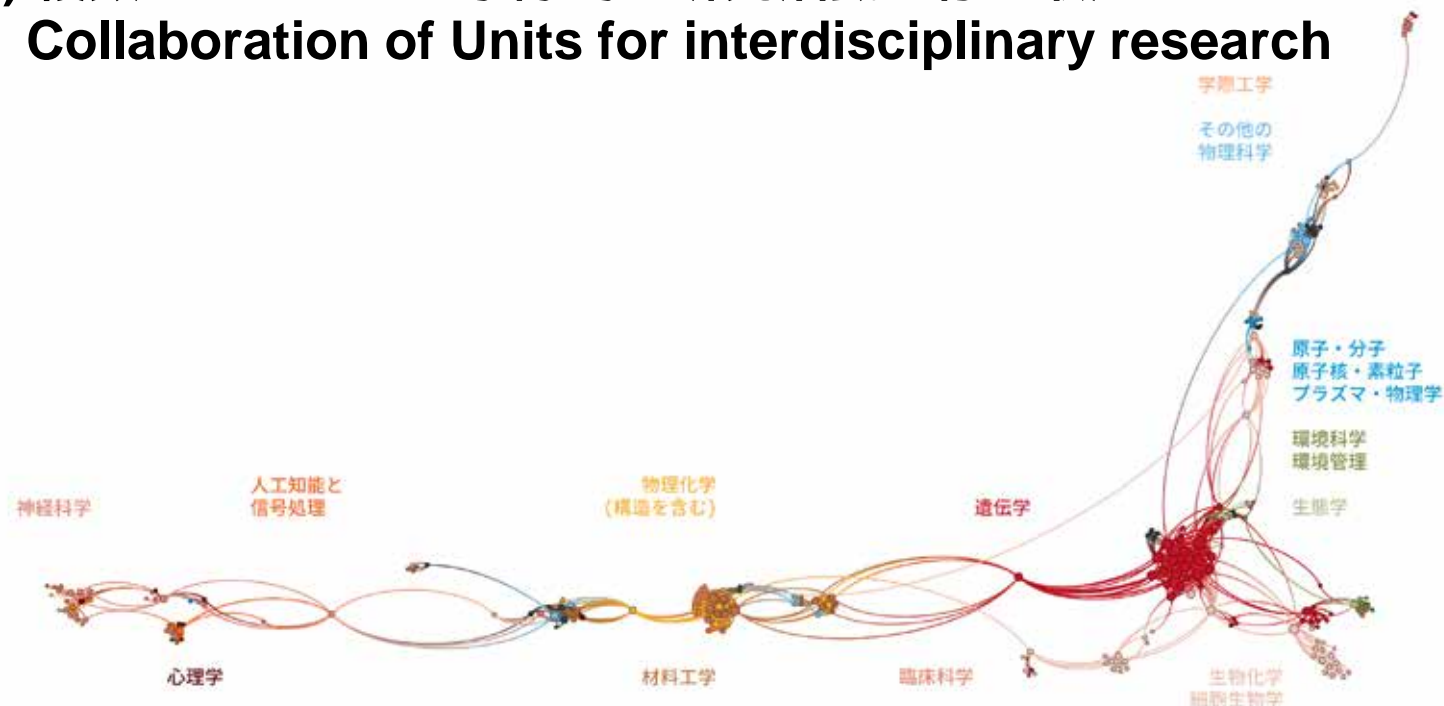 Collaboration of Units for interdisciplinary research
学際工学
その他の
物理科学
原子・分子
原子核・素粒子
プラズマ・物理学
環境科学
環境管理
神経科学
人工知能と
信号処理
物理化学
(構造を含む)
遺伝学
生態学
心理学
材料工学
臨床科学
生物化学
細胞生物学